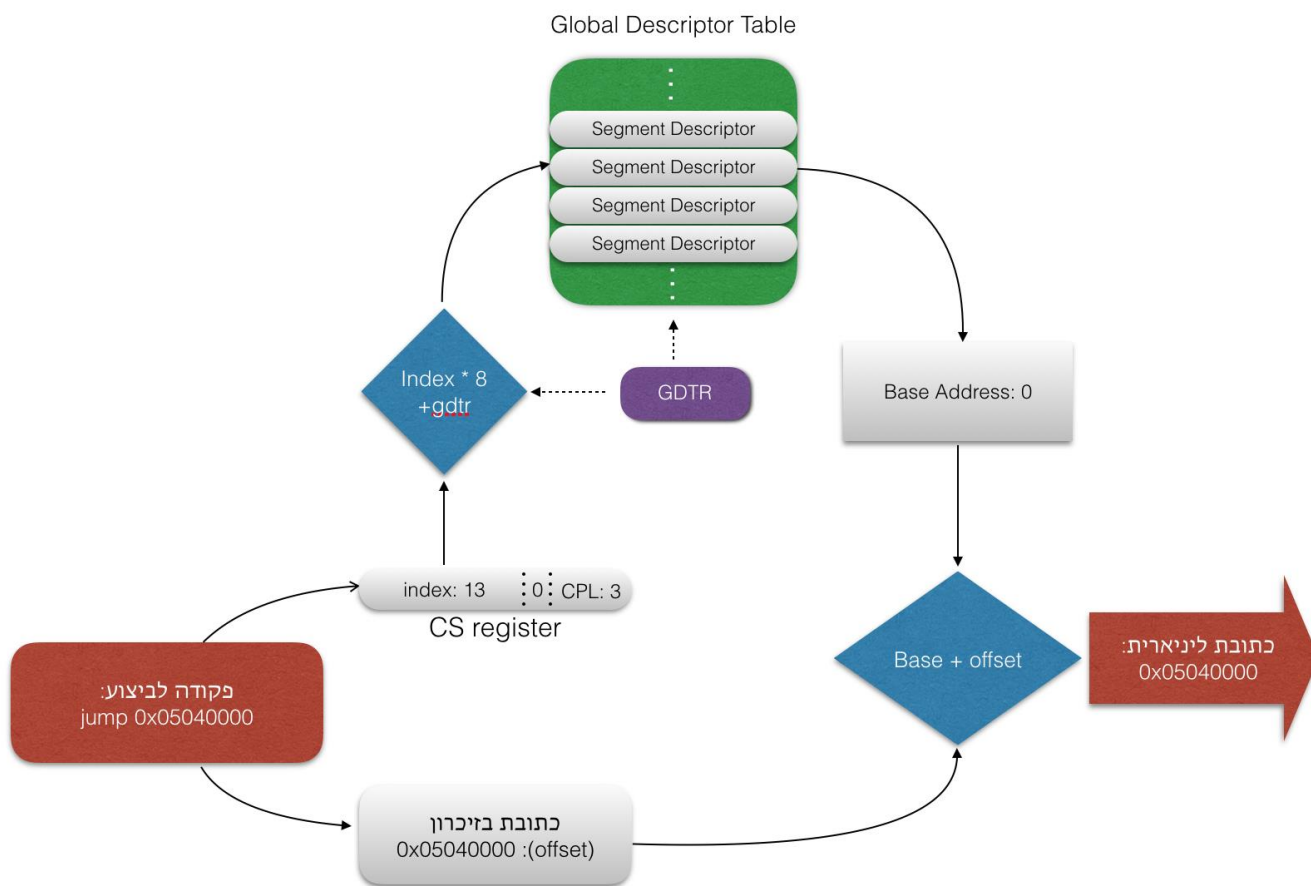 Global Descriptor Table
Segment Descriptor
Segment Descriptor
Segment Descriptor
Segment Descriptor
Index * 8
+gdtr
GDTR
Base Address: 0
index: 13 0 CPL: 3
CS register
Base + offset
כתובת ליניארית:
0x05040000
פקודה לביצוע:
jump 0x05040000
כתובת בזיכרון
0x05040000 :(offset)